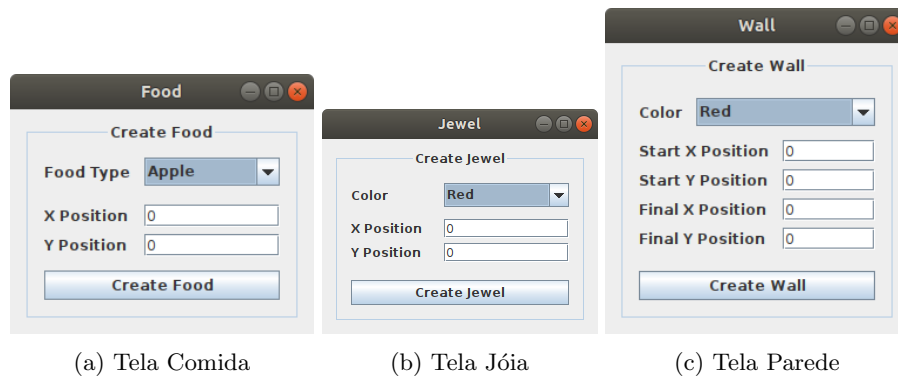 Food
Create Food
Food Type Apple
X Position 0
Y Position 0
Create Food
(a) Tela Comida
Jewel
Create Jewel
Color Red
X Position 0
Y Position 0
Create Jewel
(b) Tela Jóia
Wall
Create Wall
Color Red
Start X Position 0
Start Y Position 0
Final X Position 0
Final Y Position 0
Create Wall
(c) Tela Parede